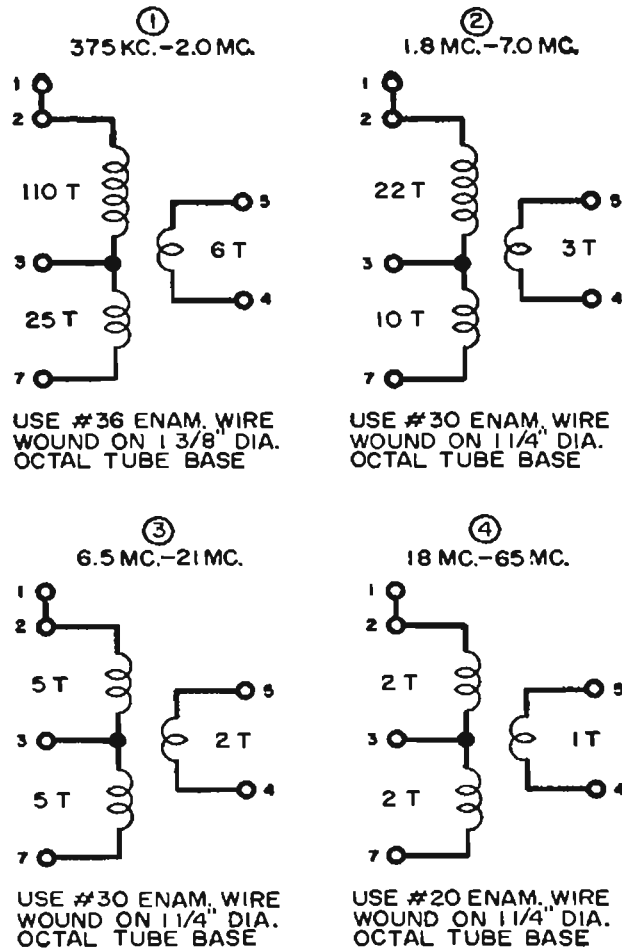 ①
375 KC.-2.0 MC.
1
2
110 T
5
3
6 T
25 T
4
7
USE #36 ENAM. WIRE
WOUND ON 1 3/8" DIA.
OCTAL TUBE BASE
②
1.8 MC.-7.0 MC.
1
2
22 T
5
3
3 T
10 T
4
7
USE #30 ENAM. WIRE
WOUND ON 1 1/4" DIA.
OCTAL TUBE BASE
③
6.5 MC.-21 MC.
1
2
5 T
5
3
2 T
5 T
4
7
USE #30 ENAM. WIRE
WOUND ON 1 1/4" DIA.
OCTAL TUBE BASE
④
18 MC.-65 MC.
1
2
2 T
5
3
1 T
2 T
4
7
USE #20 ENAM. WIRE
WOUND ON 1 1/4" DIA.
OCTAL TUBE BASE